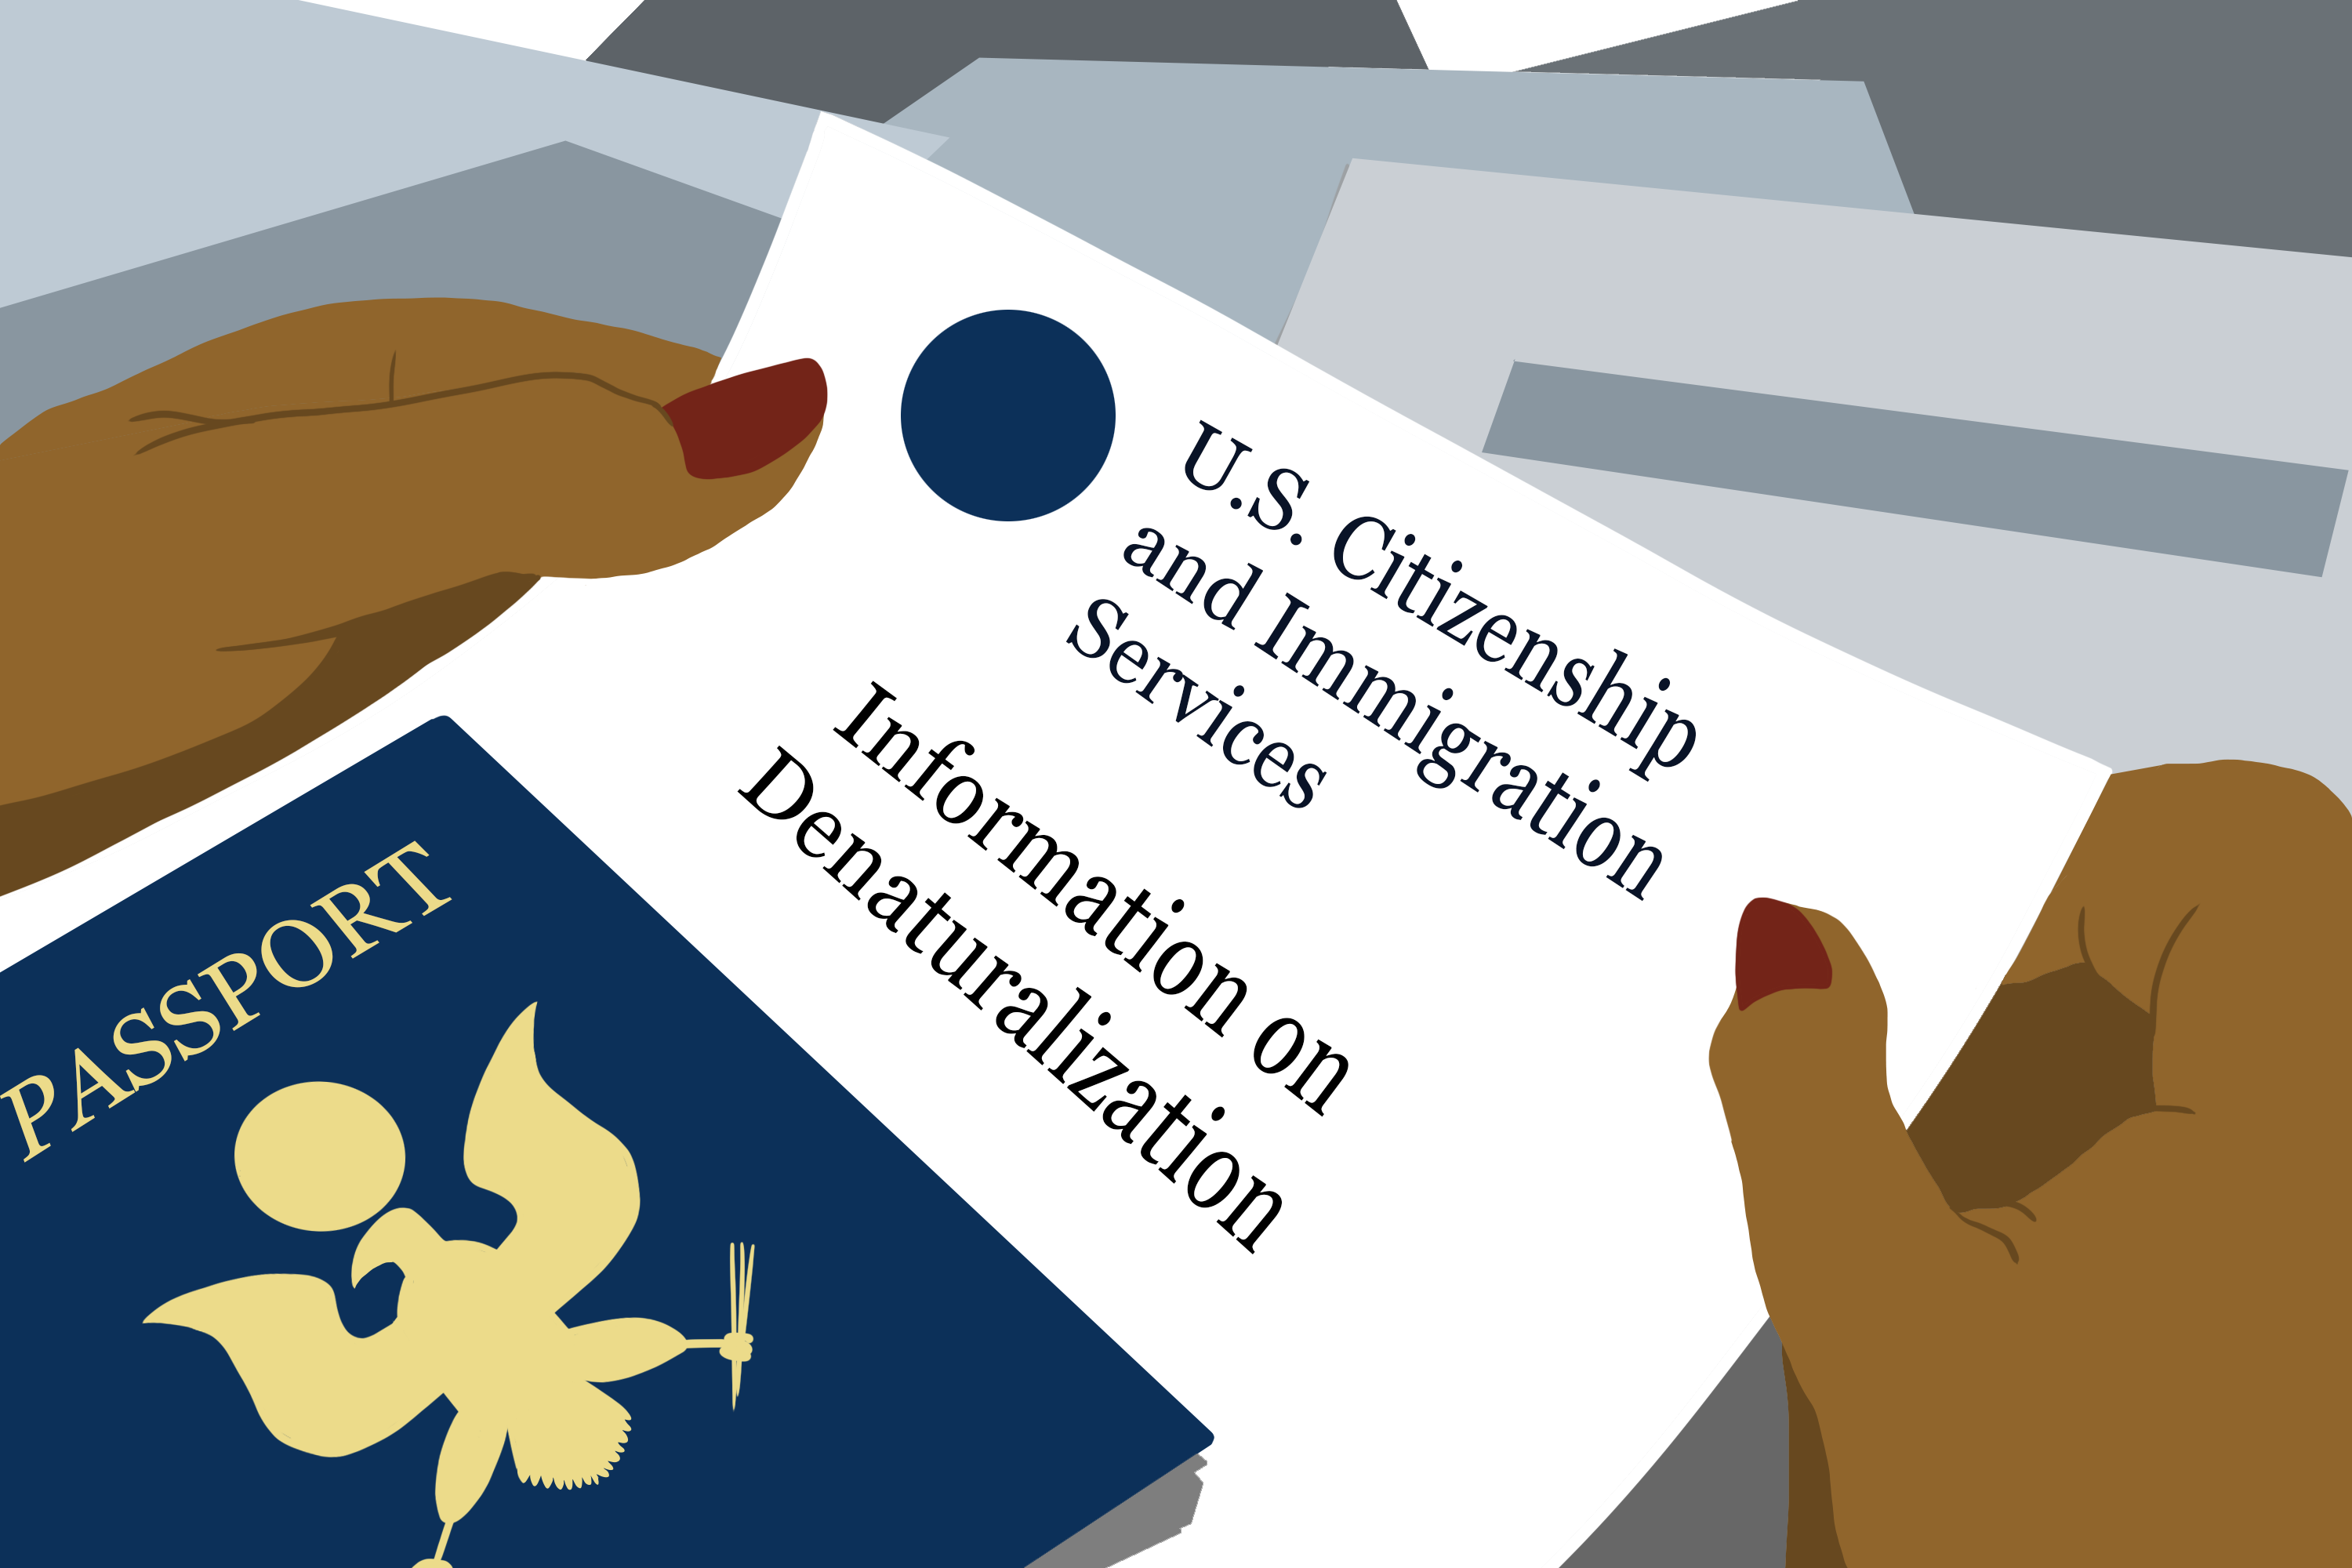 U.S. Citizenship
and Immigration
Services
Information on
Denaturalization
PASSPORT